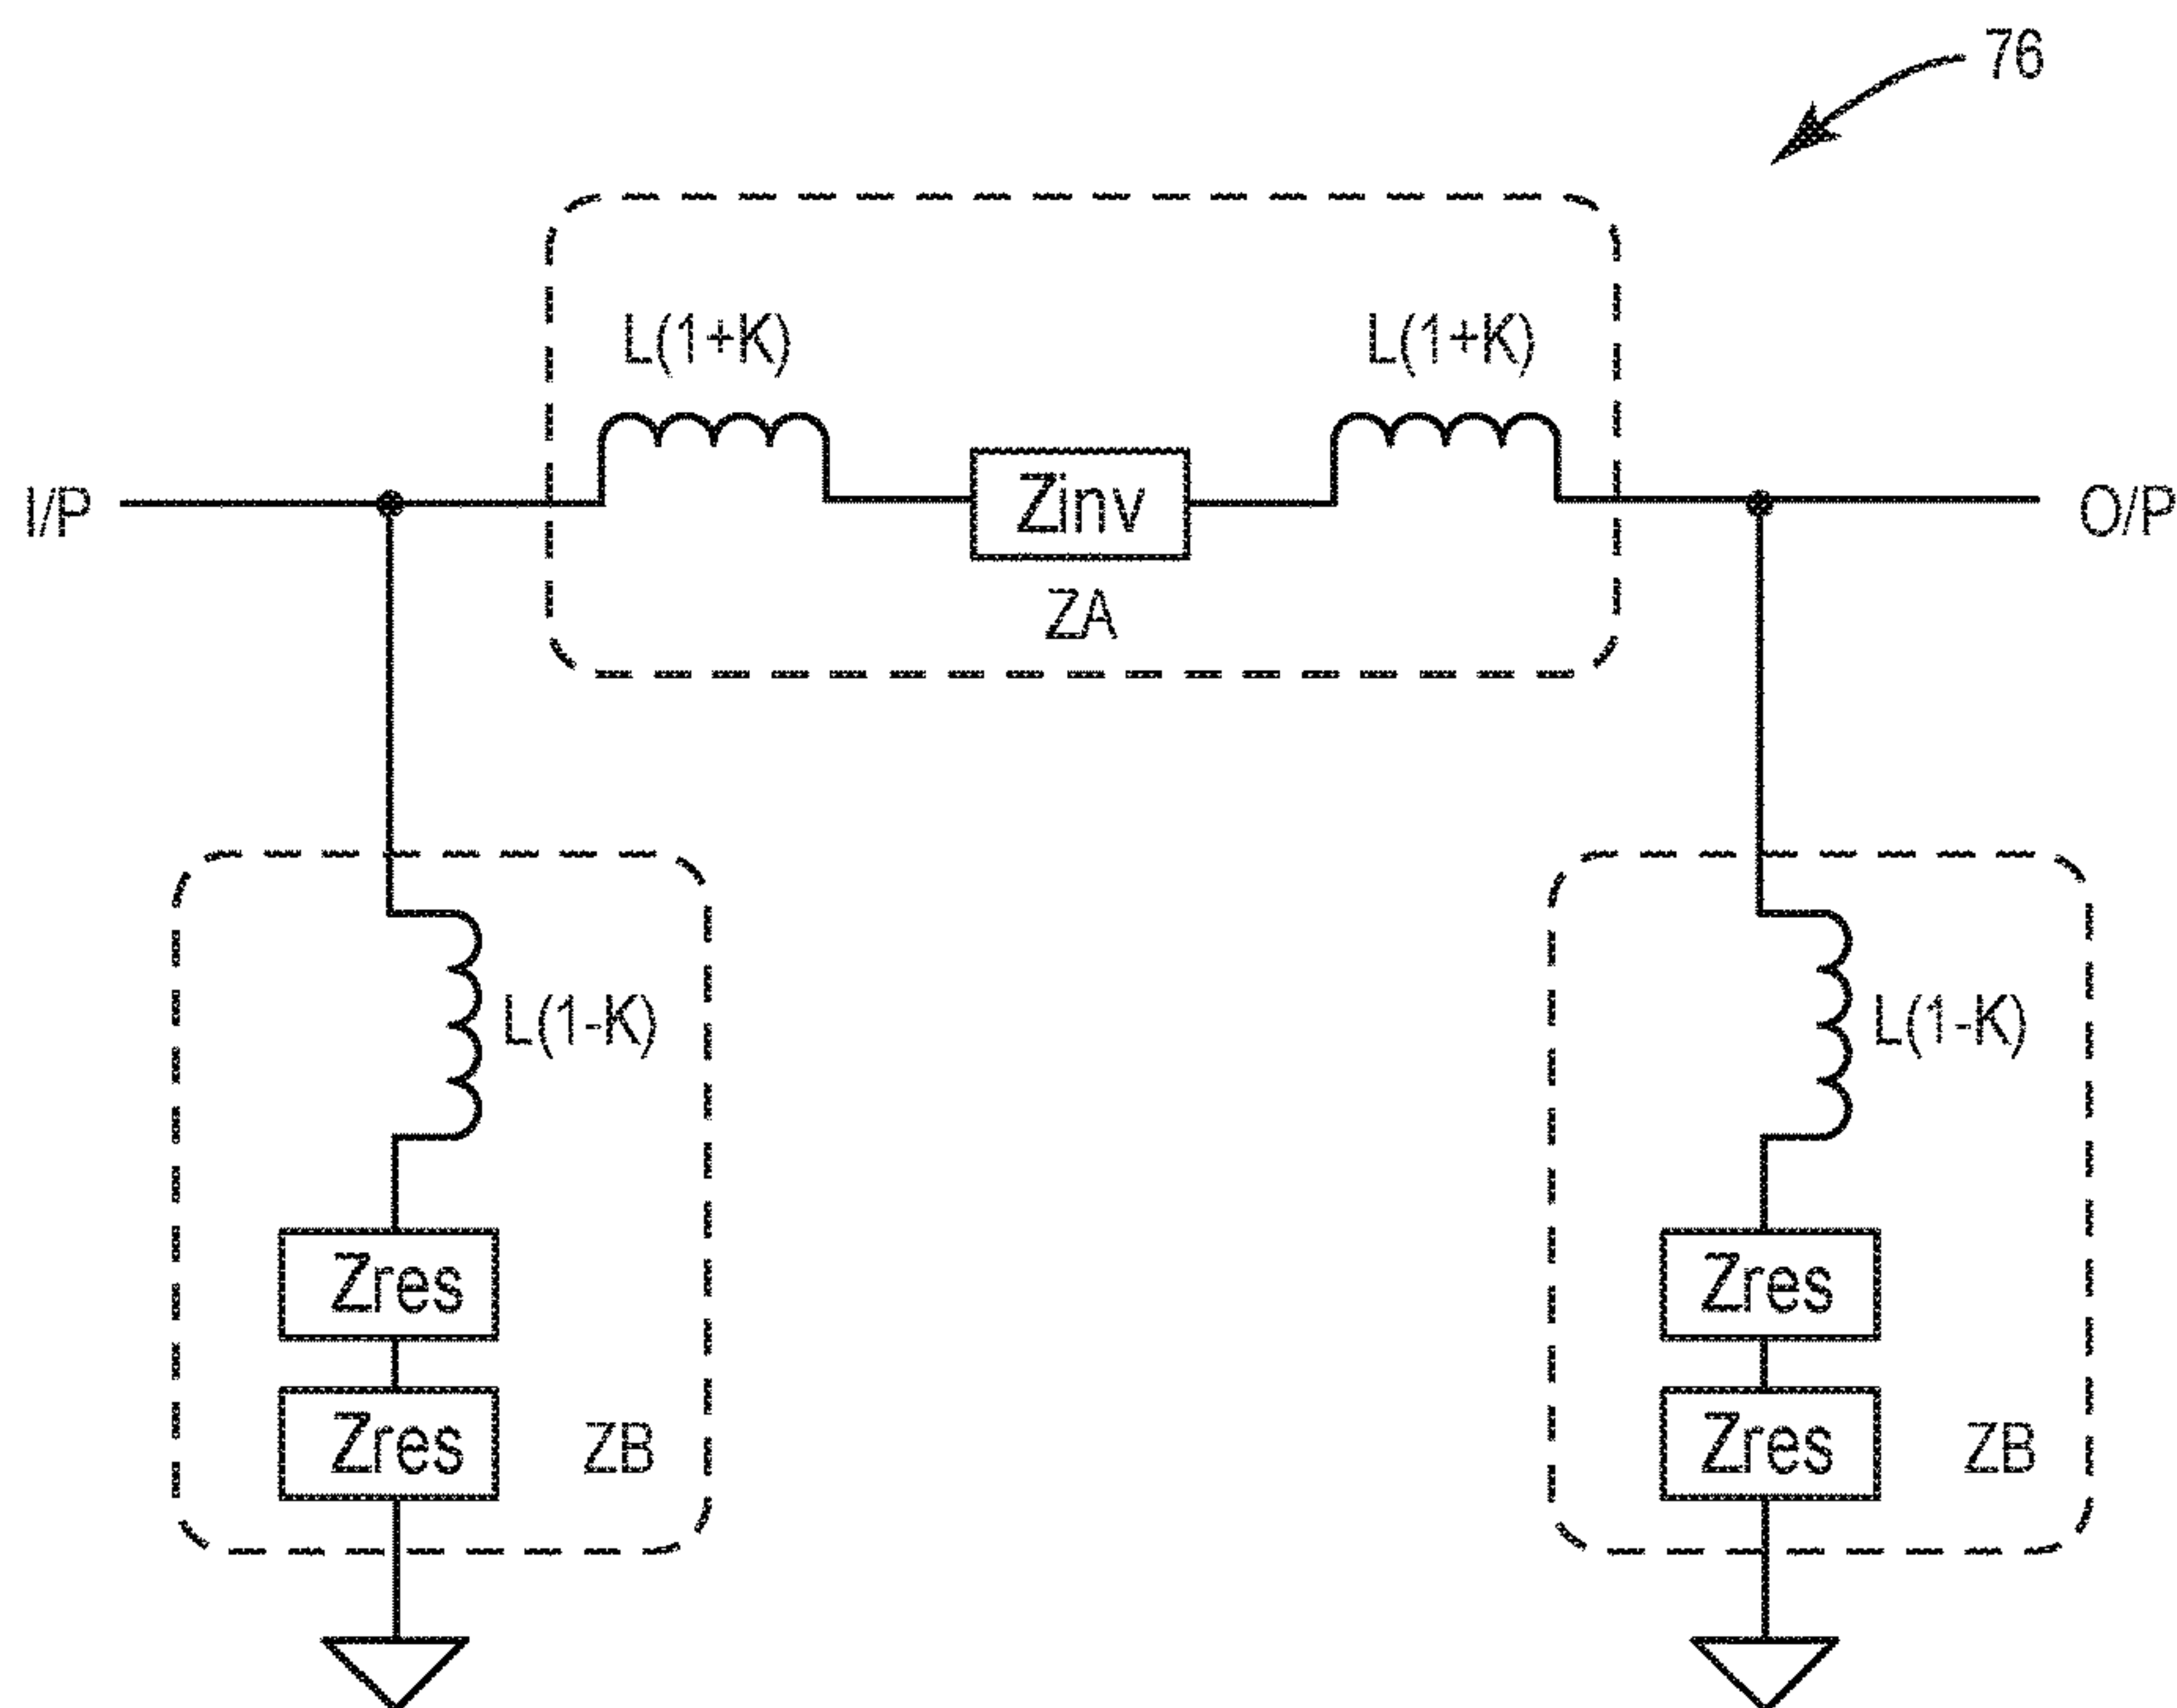 76
L(1+K)
L(1+K)
I/P
Zinv
O/P
ZA
L(1-K)
L(1-K)
Zres
Zres
Zres
ZB
Zres
ZB